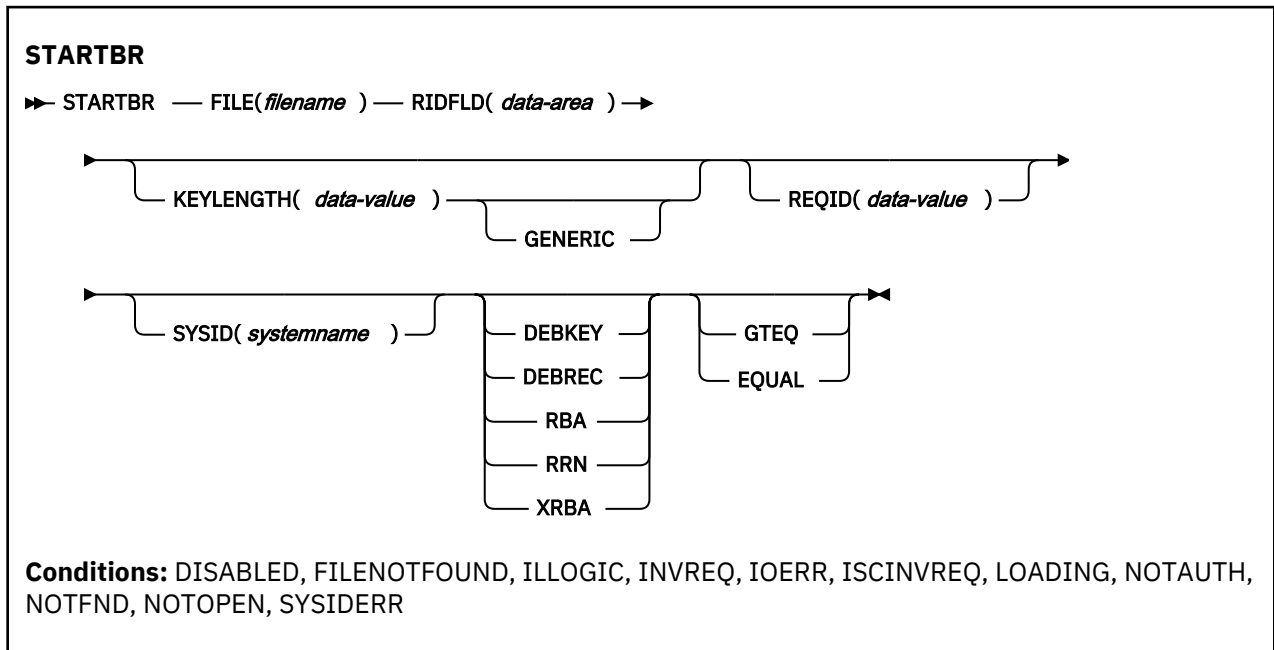 STARTBR
STARTBR FILE(filename ) RIDFLD( data-area )
KEYLENGTH( data-value ) REQID( data-value )
GENERIC
SYSID( systemname ) DEBKEY GTEQ
DEBREC EQUAL
RBA
RRN
XRBA
Conditions: DISABLED, FILENOTFOUND, ILLOGIC, INVREQ, IOERR, ISCINVREQ, LOADING, NOTAUTH,
NOTFND, NOTOPEN, SYSIDERR